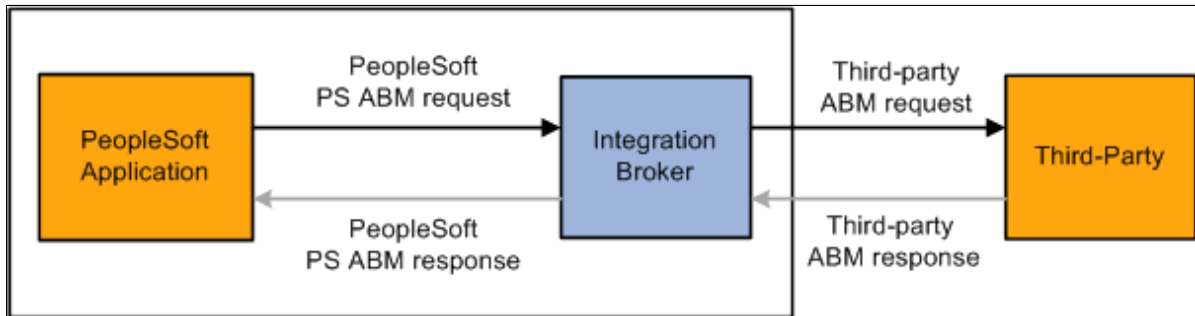 PeopleSoft
Application
PeopleSoft
PS ABM request
PeopleSoft
PS ABM response
Integration
Broker
Third-party
ABM request
Third-party
ABM response
Third-Party